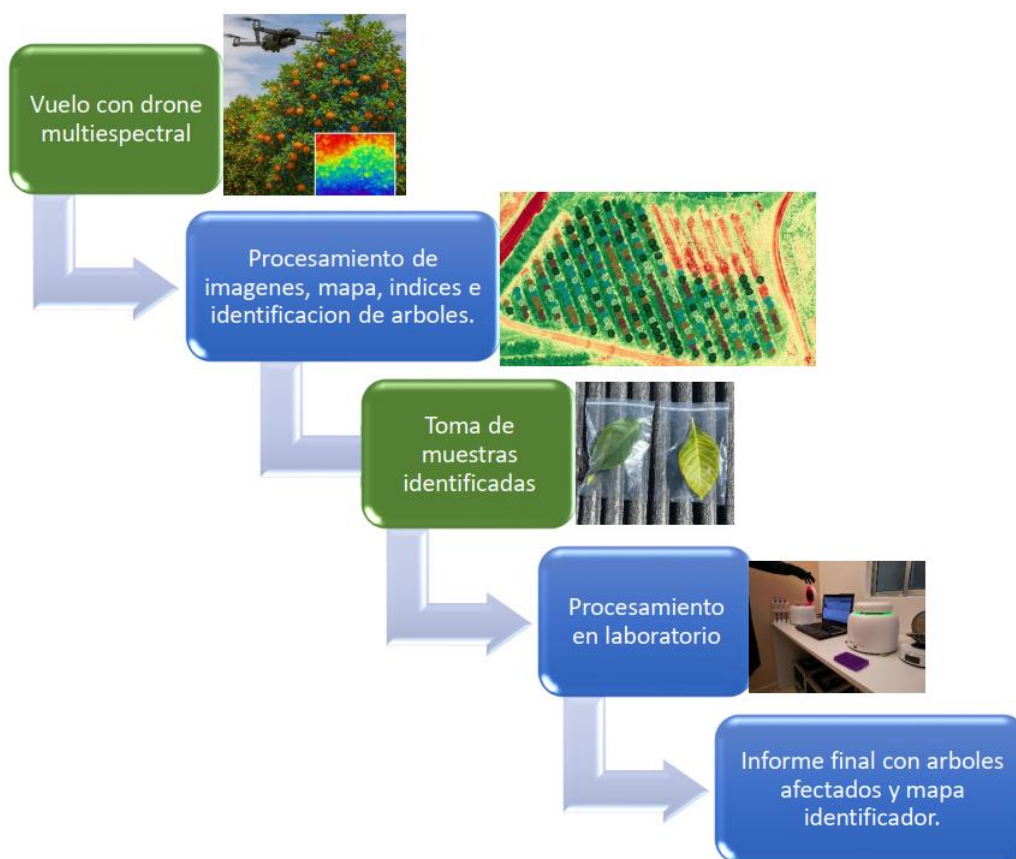 Vuelo con drone
multiespectral
Procesamiento de
imagenes, mapa, indices e
identificacion de arboles.
Toma de
muestras
identificadas
Procesamiento
en laboratorio
Informe final con arboles
afectados y mapa
identificador.